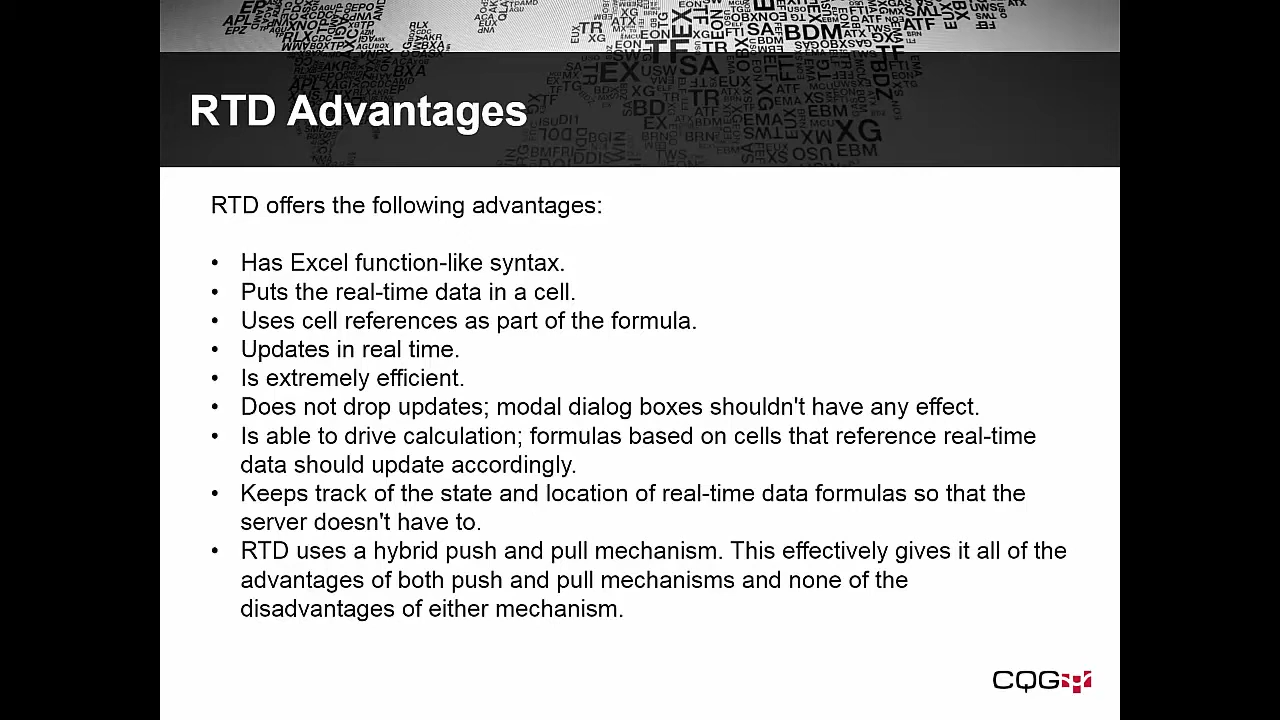 RTD Advantages
RTD offers the following advantages:
• Has Excel function-like syntax.
• Puts the real-time data in a cell.
• Uses cell references as part of the formula.
• Updates in real time.
• Is extremely efficient.
• Does not drop updates; modal dialog boxes shouldn't have any effect.
• Is able to drive calculation; formulas based on cells that reference real-time
data should update accordingly.
• Keeps track of the state and location of real-time data formulas so that the
server doesn't have to.
• RTD uses a hybrid push and pull mechanism. This effectively gives it all of the
advantages of both push and pull mechanisms and none of the
disadvantages of either mechanism.
CQG